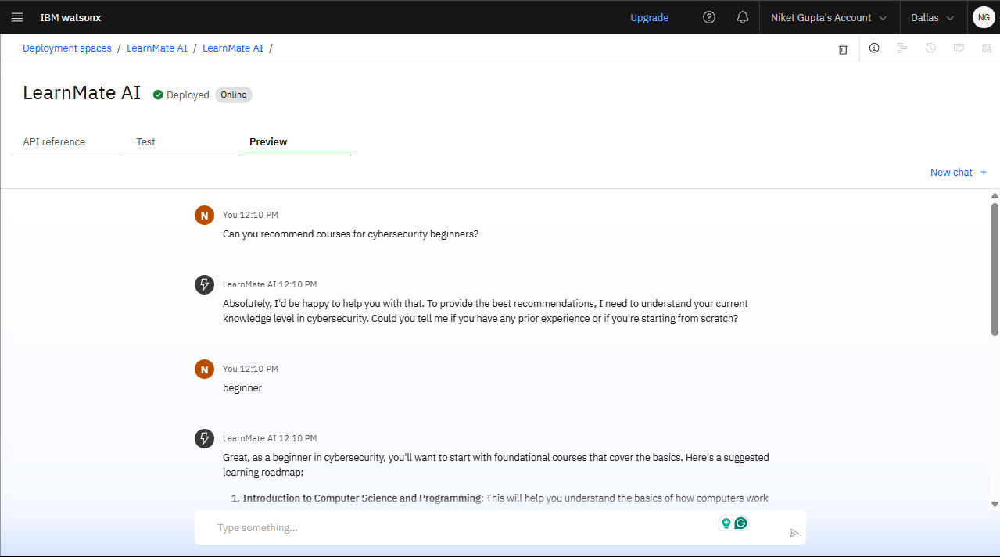 IBM watsonx
Upgrade
Niket Gupta's Account
Dallas
NG
Deployment spaces / LearnMate AI / LearnMate AI /
LearnMate AI
Deployed
Online
API reference
Test
Preview
New chat +
N
You 12:10 PM
Can you recommend courses for cybersecurity beginners?
LearnMate AI 12:10 PM
Absolutely, I'd be happy to help you with that. To provide the best recommendations, I need to understand your current
knowledge level in cybersecurity. Could you tell me if you have any prior experience or if you're starting from scratch?
N
You 12:10 PM
beginner
LearnMate AI 12:10 PM
Great, as a beginner in cybersecurity, you'll want to start with foundational courses that cover the basics. Here's a suggested
learning roadmap:
1. Introduction to Computer Science and Programming: This will help you understand the basics of how computers work
Type something...